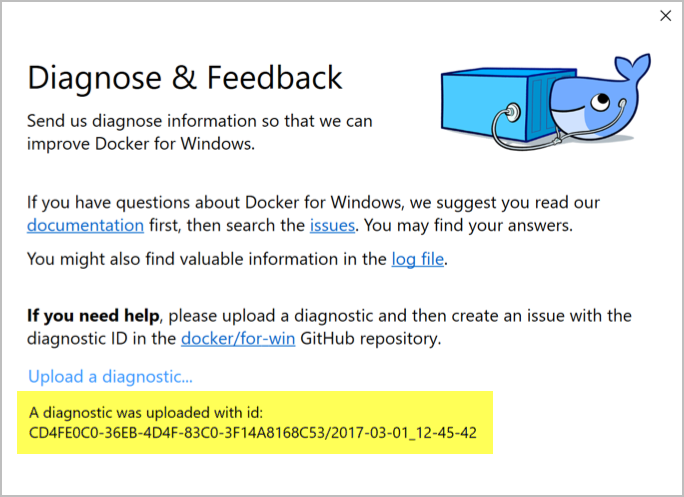 Diagnose & Feedback
Send us diagnose information so that we can
improve Docker for Windows.
If you have questions about Docker for Windows, we suggest you read our
documentation first, then search the issues. You may find your answers.
You might also find valuable information in the log file.
If you need help, please upload a diagnostic and then create an issue with the
diagnostic ID in the docker/for-win GitHub repository.
Upload a diagnostic...
A diagnostic was uploaded with id:
CD4FE0C0-36EB-4D4F-83C0-3F14A8168C53/2017-03-01_12-45-42